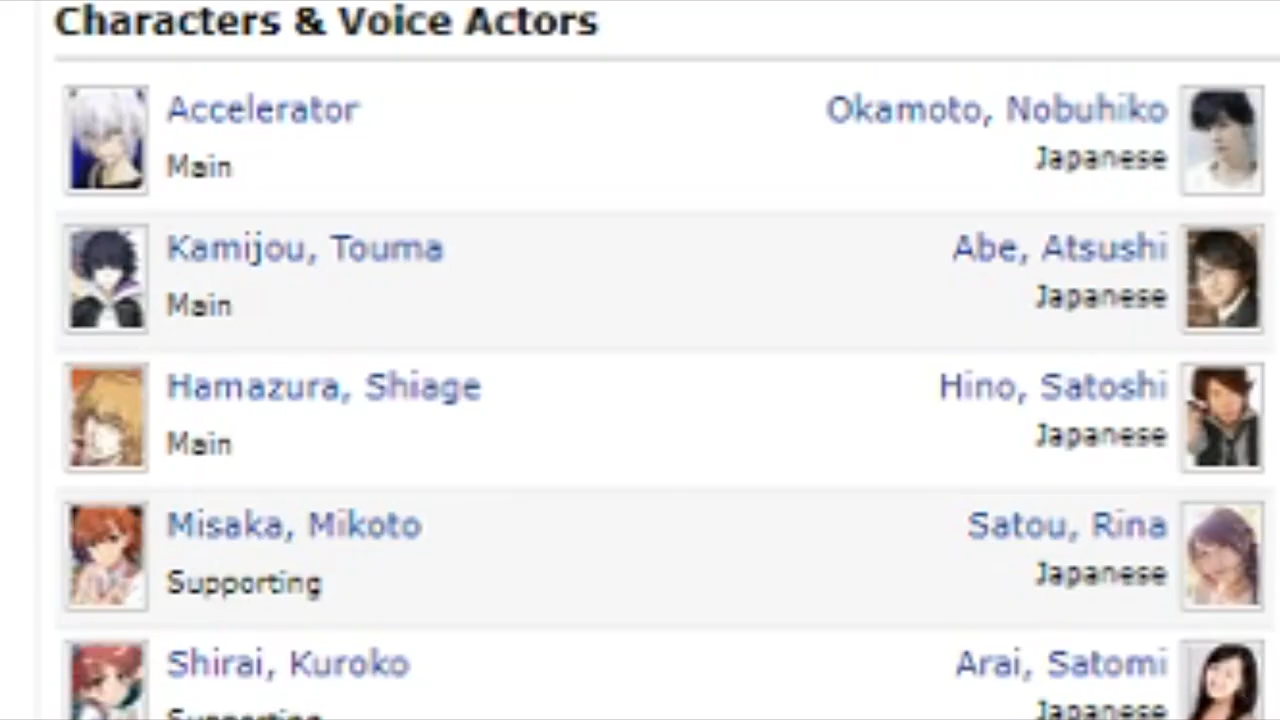 Characters & Voice Actors
Accelerator
Main
Okamoto, Nobuhiko
Japanese
Kamijou, Touma
Main
Abe, Atsushi
Japanese
Hamazura, Shiage
Main
Hino, Satoshi
Japanese
Misaka, Mikoto
Supporting
Satou, Rina
Japanese
Shirai, Kuroko
Supporting
Arai, Satomi
Japanese